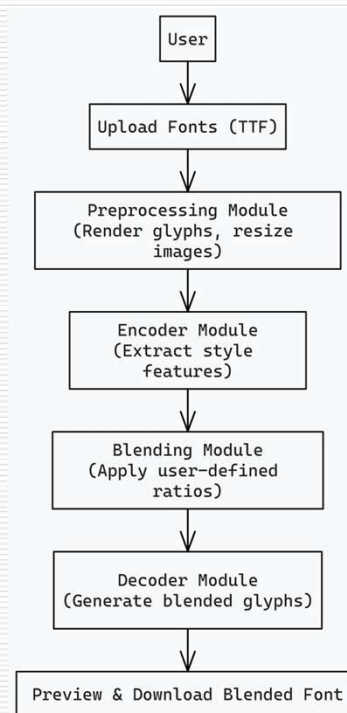 User
Upload Fonts (TTF)
Preprocessing Module
(Render glyphs, resize
images)
Encoder Module
(Extract style
features)
Blending Module
(Apply user-defined
ratios)
Decoder Module
(Generate blended glyphs)
Preview & Download Blended Font